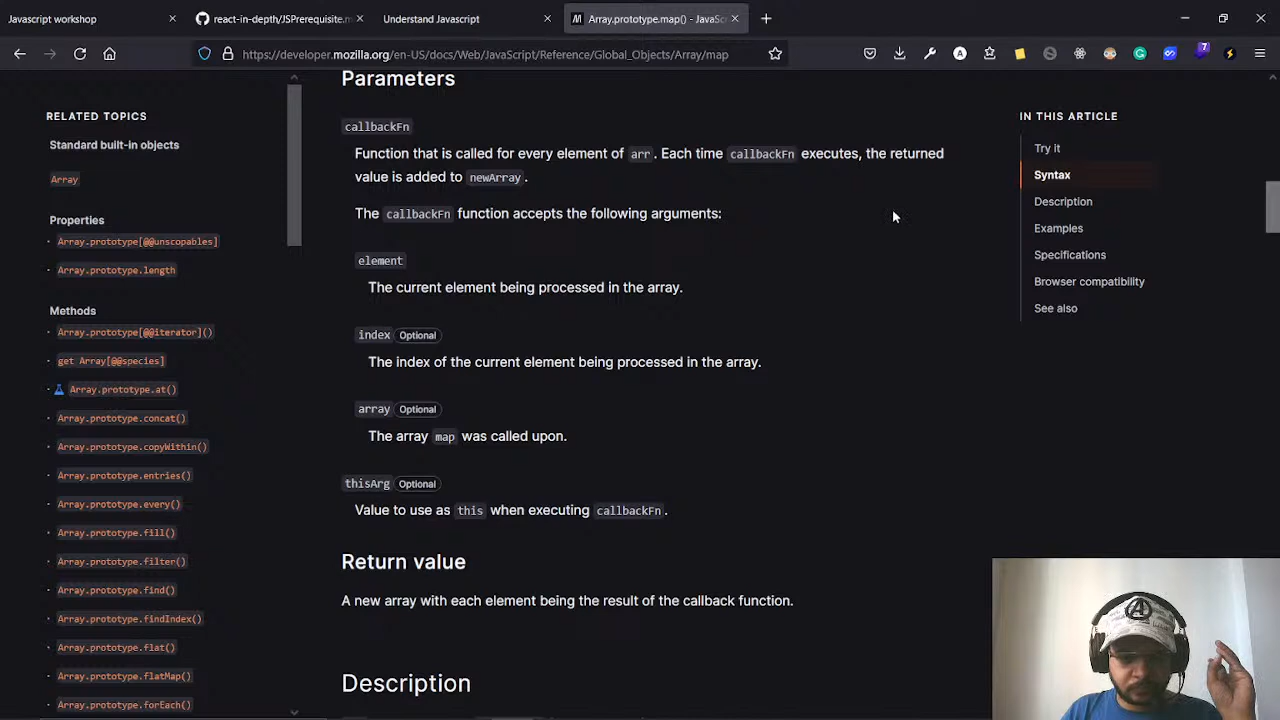 Javascript workshop
react-in-depth/JSPrerequisite.m
Understand Javascript
Array.prototype.map() - JavaSc
https://developer.mozilla.org/en-US/docs/Web/JavaScript/Reference/Global_Objects/Array/map
7
RELATED TOPICS
Standard built-in objects
Array
Properties
Array.prototype[@@unscopables]
Array.prototype.length
Methods
Array.prototype[@@iterator]()
get Array[@@species]
Array.prototype.at()
Array.prototype.concat()
Array.prototype.copyWithin()
Array.prototype.entries()
Array.prototype.every()
Array.prototype.fill()
Array.prototype.filter()
Array.prototype.find()
Array.prototype.findIndex()
Array.prototype.flat()
Array.prototype.flatMap()
Array.prototype.forEach()
Parameters
callbackFn
Function that is called for every element of arr. Each time callbackFn executes, the returned
value is added to newArray.
The callbackFn function accepts the following arguments:
element
The current element being processed in the array.
index Optional
The index of the current element being processed in the array.
array Optional
The array map was called upon.
thisArg Optional
Value to use as this when executing callbackFn.
Return value
A new array with each element being the result of the callback function.
Description
IN THIS ARTICLE
Try it
Syntax
Description
Examples
Specifications
Browser compatibility
See also